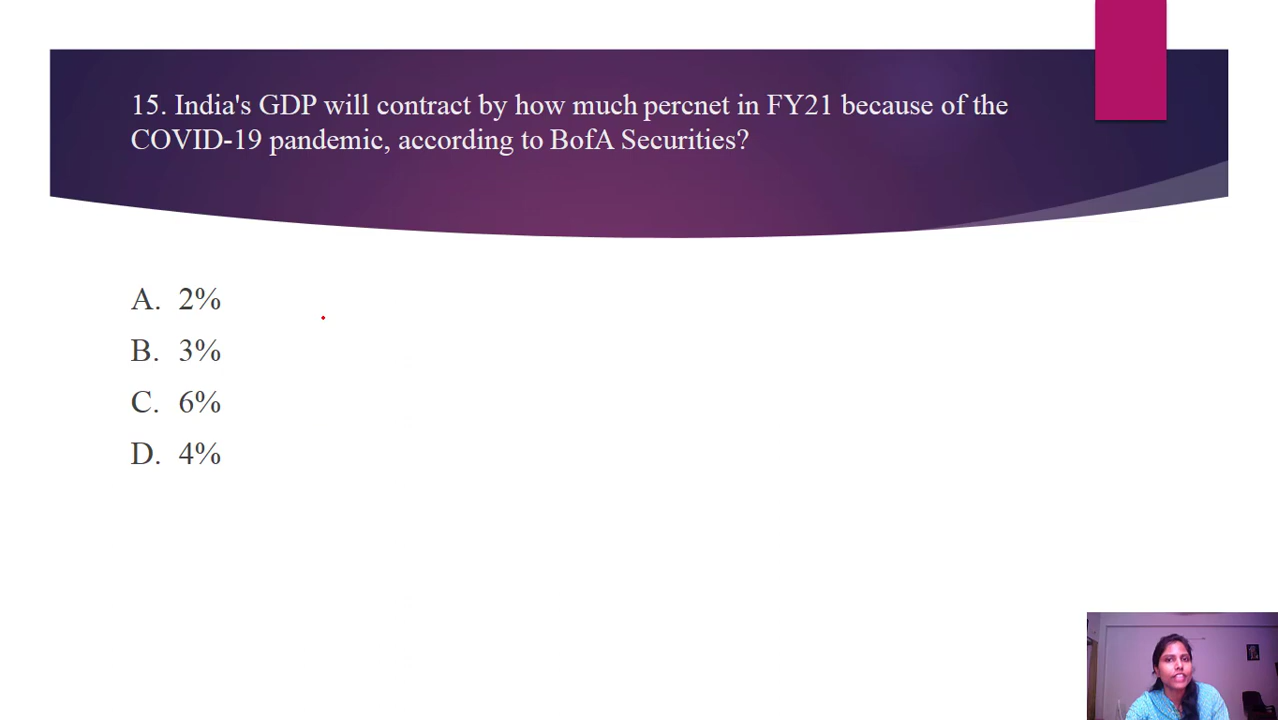 15. India's GDP will contract by how much percnet in FY21 because of the
COVID-19 pandemic, according to BofA Securities?
A. 2%
B. 3%
C. 6%
D. 4%